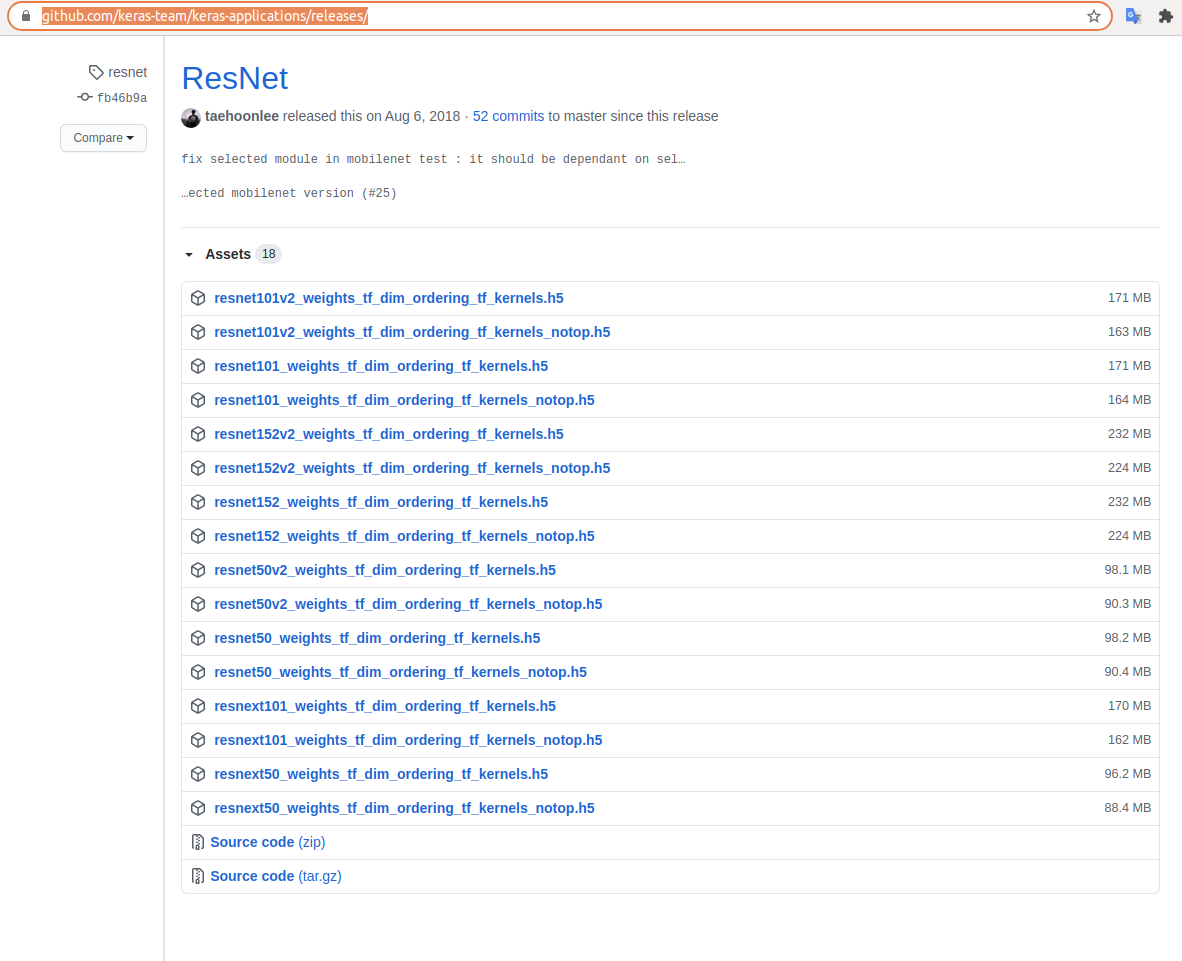 github.com/keras-team/keras-applications/releases/
resnet
fb46b9a
Compare
ResNet
taehoonlee released this on Aug 6, 2018 · 52 commits to master since this release
fix selected module in mobilenet test : it should be dependant on sel…
…ected mobilenet version (#25)
Assets 18
resnet101v2_weights_tf_dim_ordering_tf_kernels.h5 171 MB
resnet101v2_weights_tf_dim_ordering_tf_kernels_notop.h5 163 MB
resnet101_weights_tf_dim_ordering_tf_kernels.h5 171 MB
resnet101_weights_tf_dim_ordering_tf_kernels_notop.h5 164 MB
resnet152v2_weights_tf_dim_ordering_tf_kernels.h5 232 MB
resnet152v2_weights_tf_dim_ordering_tf_kernels_notop.h5 224 MB
resnet152_weights_tf_dim_ordering_tf_kernels.h5 232 MB
resnet152_weights_tf_dim_ordering_tf_kernels_notop.h5 224 MB
resnet50v2_weights_tf_dim_ordering_tf_kernels.h5 98.1 MB
resnet50v2_weights_tf_dim_ordering_tf_kernels_notop.h5 90.3 MB
resnet50_weights_tf_dim_ordering_tf_kernels.h5 98.2 MB
resnet50_weights_tf_dim_ordering_tf_kernels_notop.h5 90.4 MB
resnext101_weights_tf_dim_ordering_tf_kernels.h5 170 MB
resnext101_weights_tf_dim_ordering_tf_kernels_notop.h5 162 MB
resnext50_weights_tf_dim_ordering_tf_kernels.h5 96.2 MB
resnext50_weights_tf_dim_ordering_tf_kernels_notop.h5 88.4 MB
Source code (zip)
Source code (tar.gz)